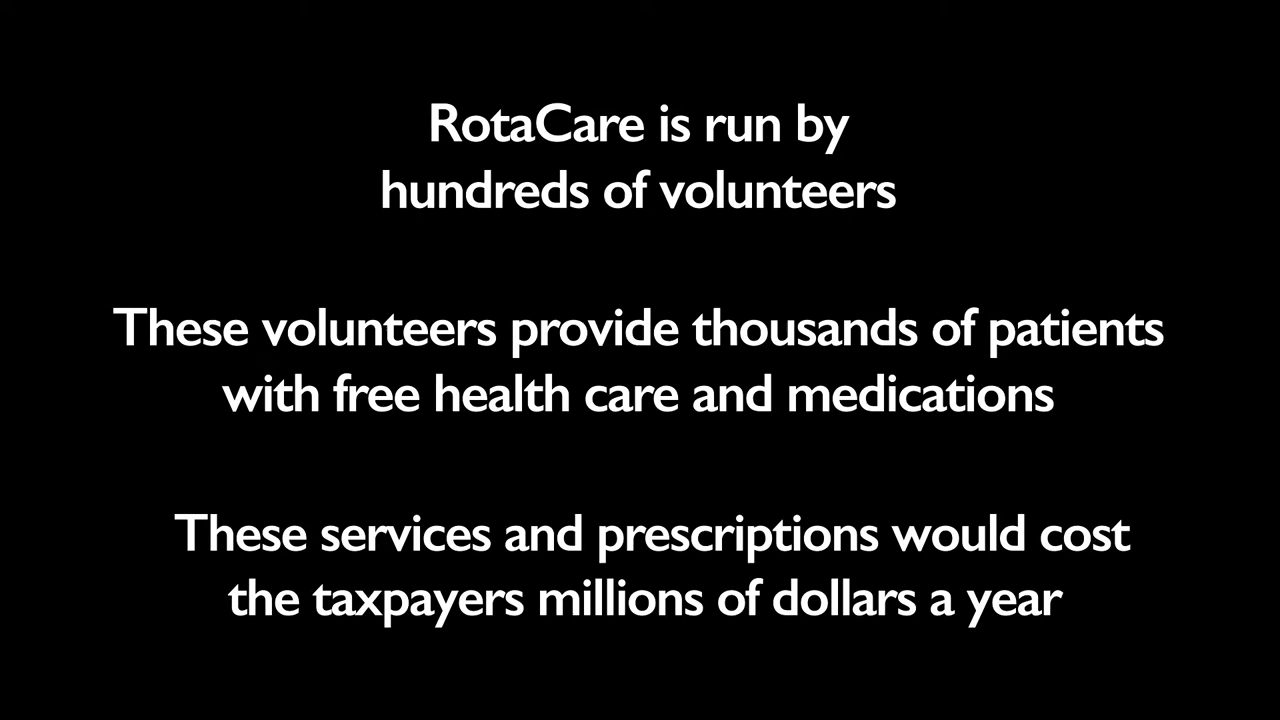 RotaCare is run by
hundreds of volunteers
These volunteers provide thousands of patients
with free health care and medications
These services and prescriptions would cost
the taxpayers millions of dollars a year